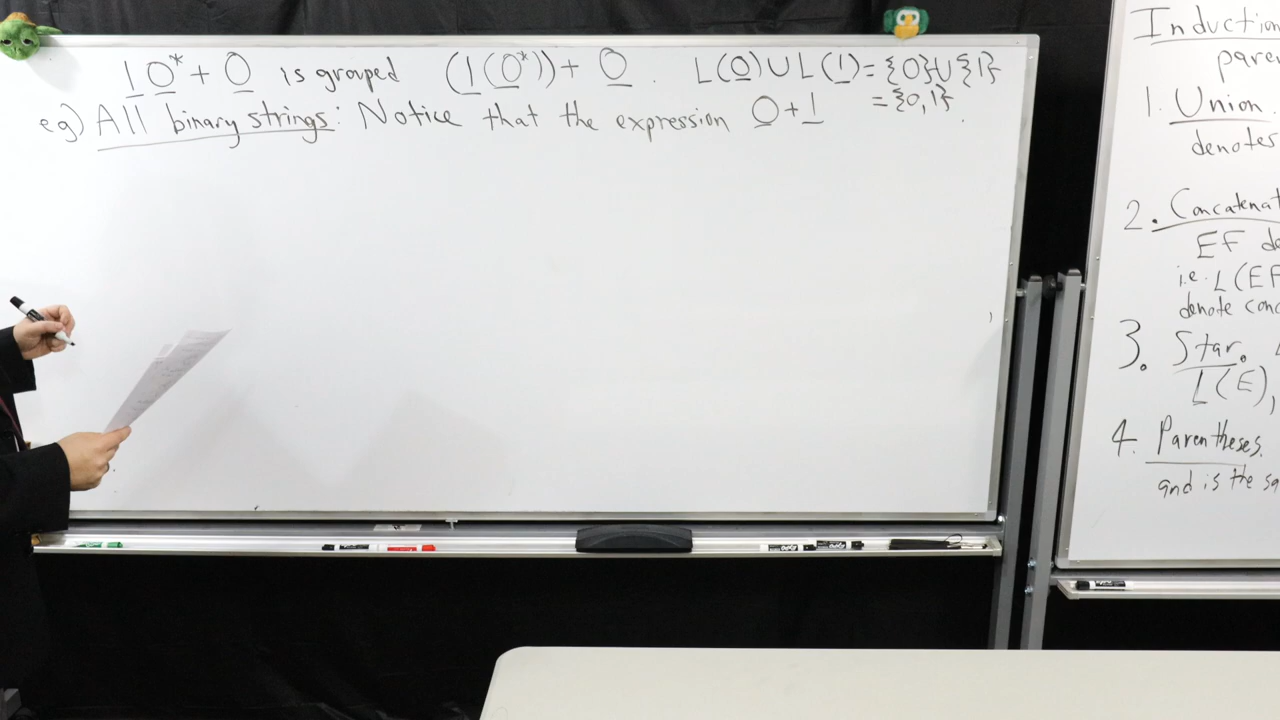 10* + 0 is grouped (1(0*)) + 0. L(0) ∪ L(1) = {0} ∪ {1}
= {0,1}.
eg) All binary strings: Notice that the expression 0 + 1
Induction
paren
1. Union.
denotes
2. Concatenat
EF de
i.e. L(EF
denote conc
3. Star.
L(E),
4. Parentheses.
and is the sa